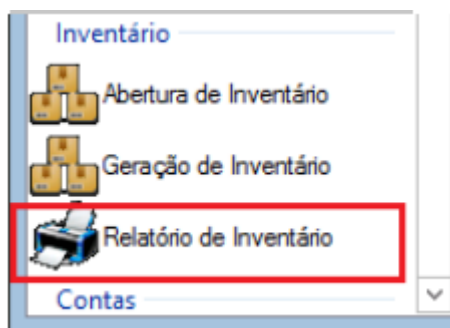 Inventário
Abertura de Inventário
Geração de Inventário
Relatório de Inventário
Contas